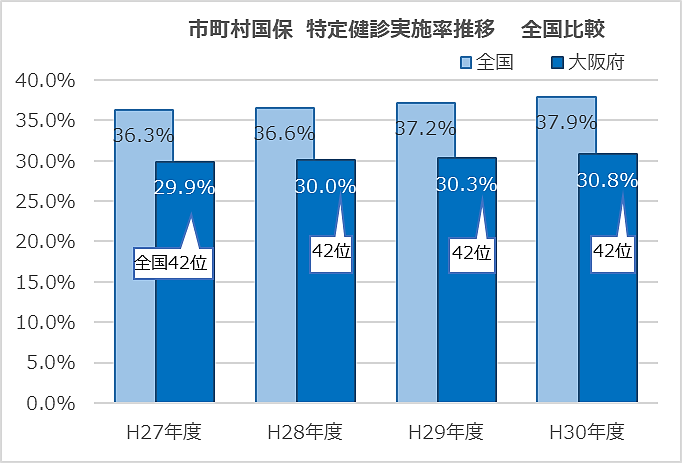 市町村国保 特定健診実施率推移 全国比較
全国 大阪府
40.0%
35.0%
30.0%
25.0%
20.0%
15.0%
10.0%
5.0%
0.0%
36.3% 36.6% 37.2% 37.9%
29.9% 30.0% 30.3% 30.8%
全国42位 42位 42位 42位
H27年度 H28年度 H29年度 H30年度